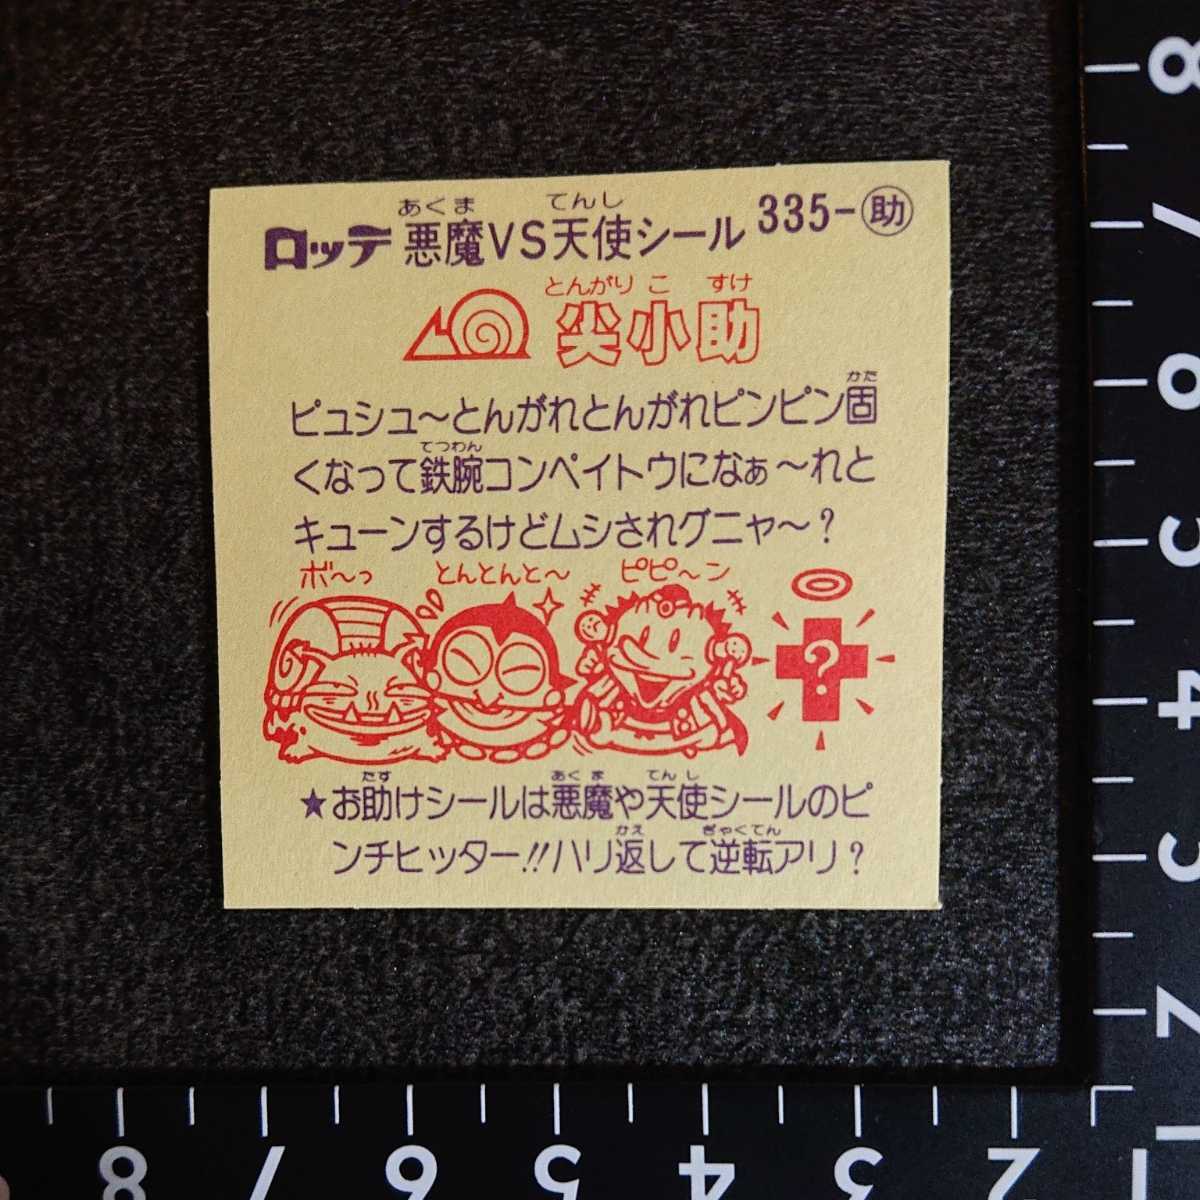 あくま てんし
ロッテ 悪魔VS天使シール 335-助
とんがり こ すけ
尖小助
かた
ピュシュ〜とんがれとんがれピンピン固
てつわん
くなって鉄腕コンペイトウになぁ〜れと
キューンするけどムシされグニャ〜?
ボ〜っ とんとんと〜 ピピ〜ン
?
たす あくま てんし
★お助けシールは悪魔や天使シールのピ
かえ ぎゃくてん
ンチヒッター!!ハリ返して逆転アリ?
8
7
6
5
4
3
2
1
8 7 6 5 4 3 2 1